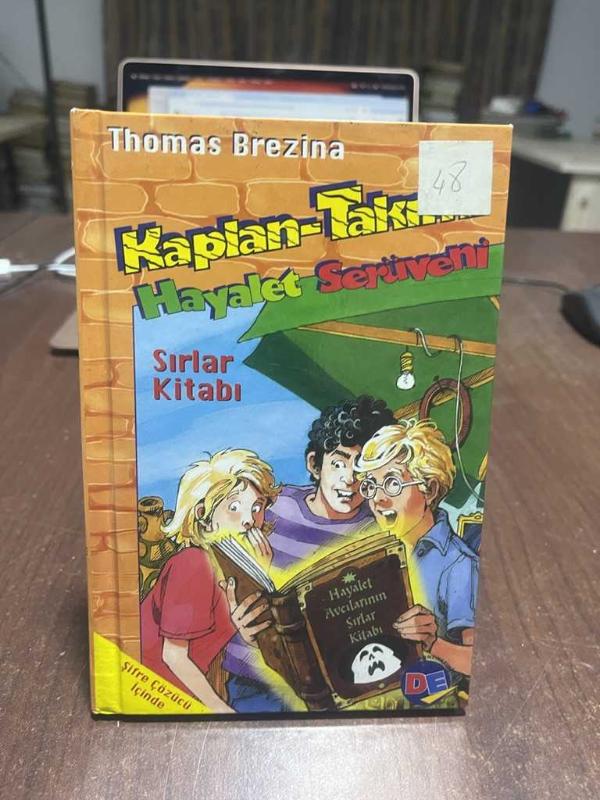 Thomas Brezina
48
Kaplan-Takımı
Hayalet Serüveni
Sırlar
Kitabı
Hayalet
Avcılarının
Sırlar
Kitabı
Şifre Çözücü
İçinde
DE